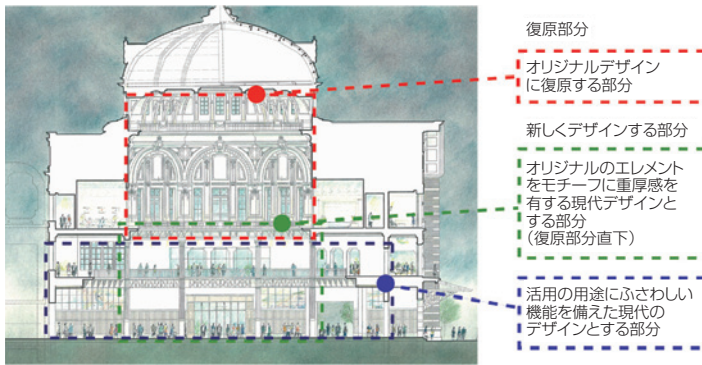 復原部分
オリジナルデザイン
に復原する部分
新しくデザインする部分
オリジナルのエレメント
をモチーフに重厚感を
有する現代デザインと
する部分
(復原部分直下)
活用の用途にふさわしい
機能を備えた現代の
デザインとする部分